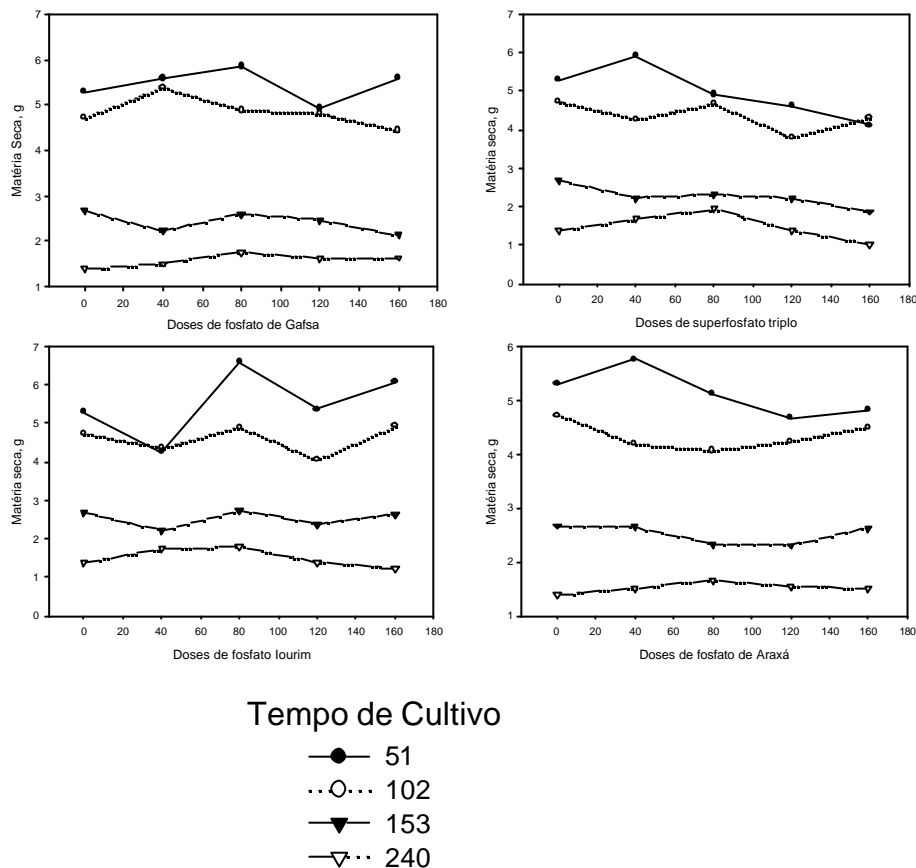 7
6
5
4
3
2
1
Matéria Seca, g
0 20 40 60 80 100 120 140 160 180
Doses de fosfato de Gafsa
7
6
5
4
3
2
1
0
Matéria seca, g
0 20 40 60 80 100 120 140 160 180
Doses de superfosfato triplo
7
6
5
4
3
2
1
0
Matéria seca, g
0 20 40 60 80 100 120 140 160 180
Doses de fosfato Iourim
6
5
4
3
2
1
Matéria seca, g
0 20 40 60 80 100 120 140 160 180
Doses de fosfato de Araxá
Tempo de Cultivo
51
102
153
240